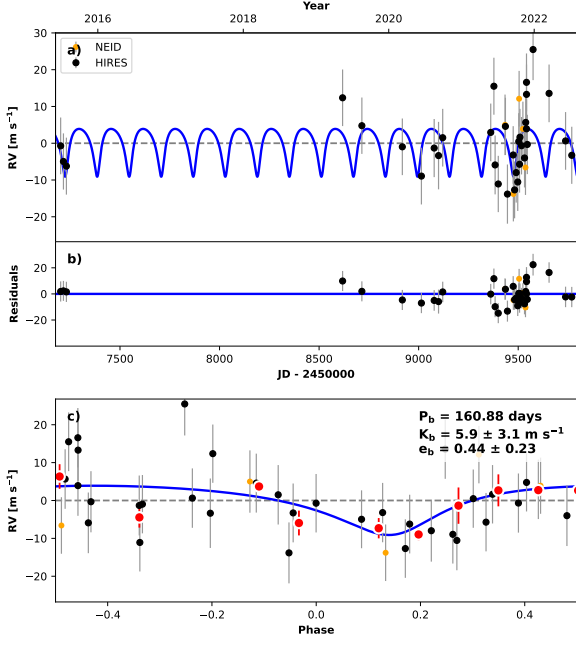 Year
2016 2018 2020 2022
a)
NEID
HIRES
RV [m s⁻¹]
30
20
10
0
−10
−20
b)
Residuals
20
0
−20
7500 8000 8500 9000 9500
JD - 2450000
c)
P_b = 160.88 days
K_b = 5.9 ± 3.1 m s⁻¹
e_b = 0.44 ± 0.23
RV [m s⁻¹]
20
10
0
−10
−20
−0.4 −0.2 0.0 0.2 0.4
Phase